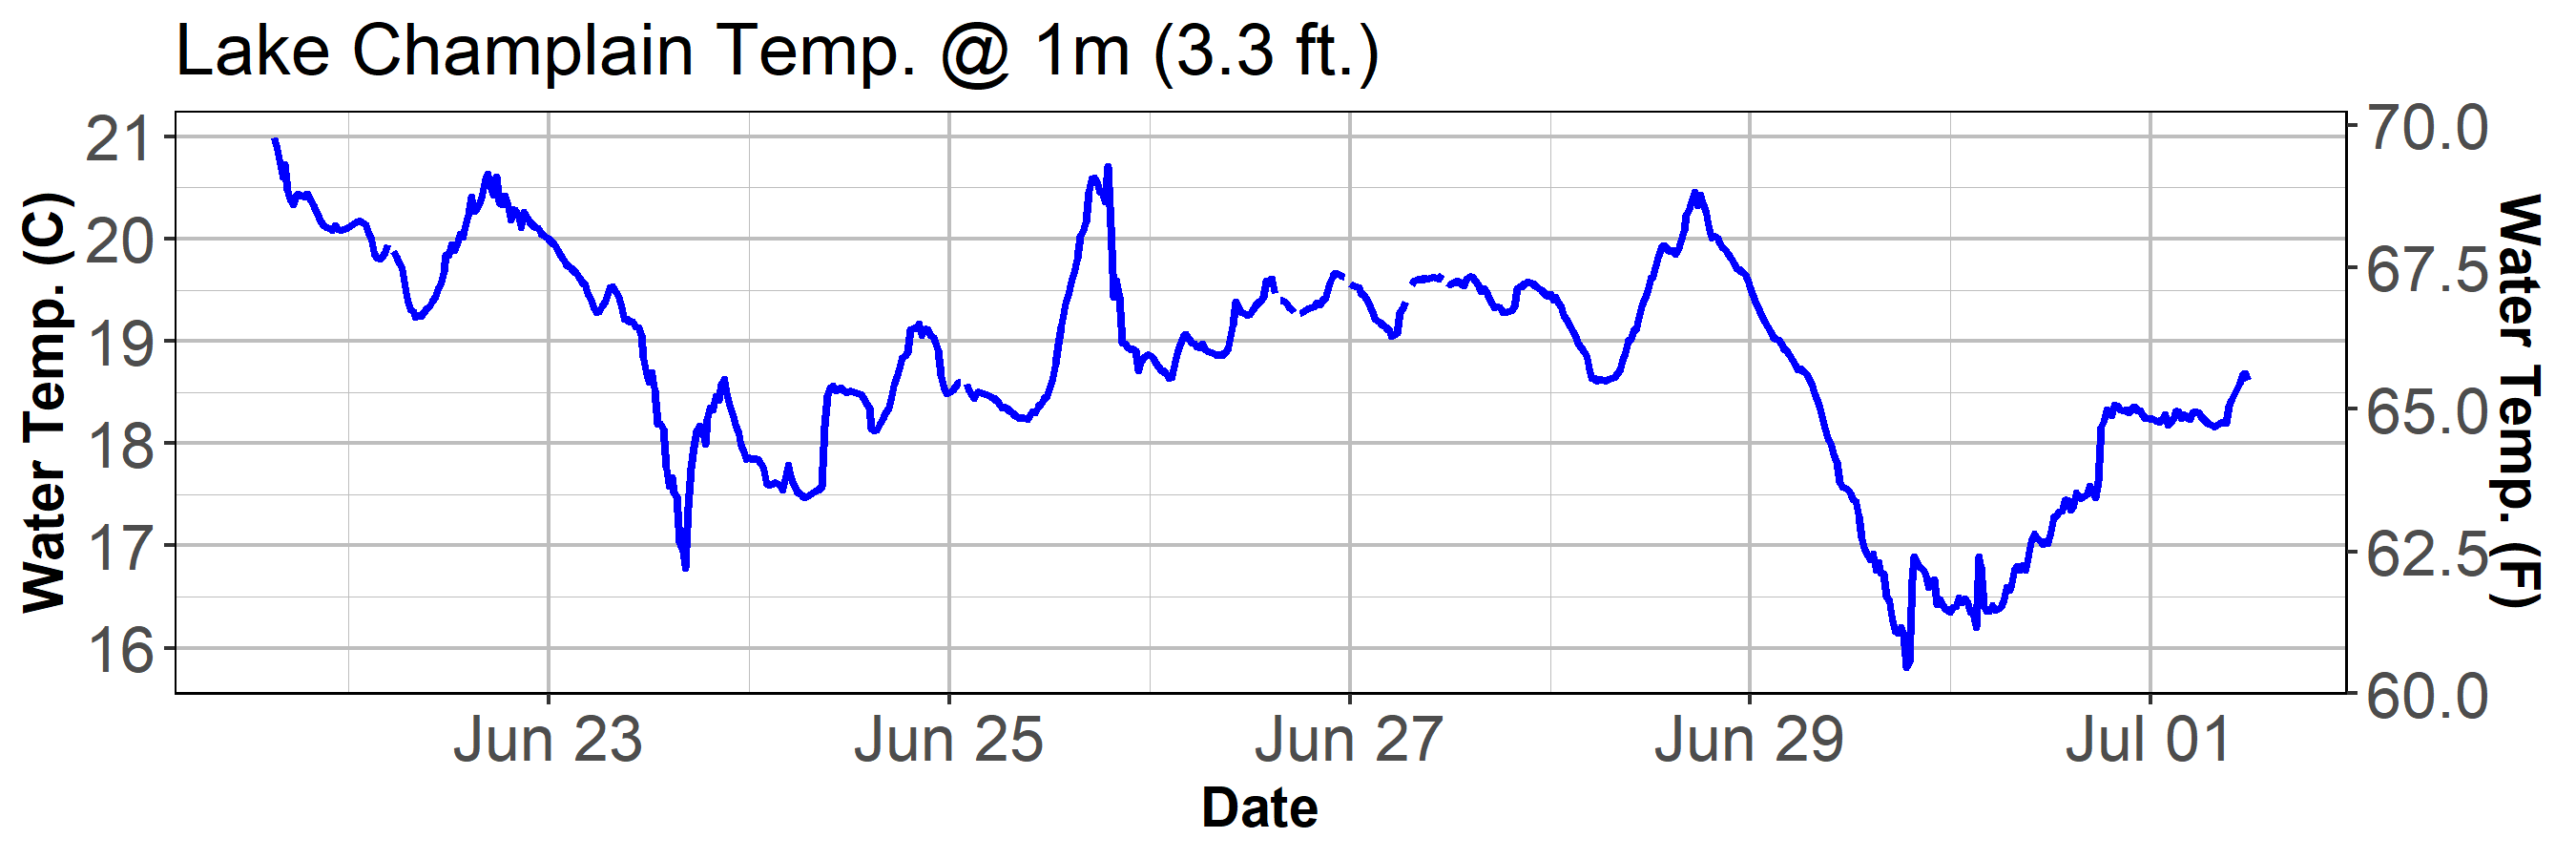 Lake Champlain Temp. @ 1m (3.3 ft.)
Water Temp. (C)
21
20
19
18
17
16
70.0
67.5
65.0
62.5
60.0
Water Temp. (F)
Jun 23 Jun 25 Jun 27 Jun 29 Jul 01
Date